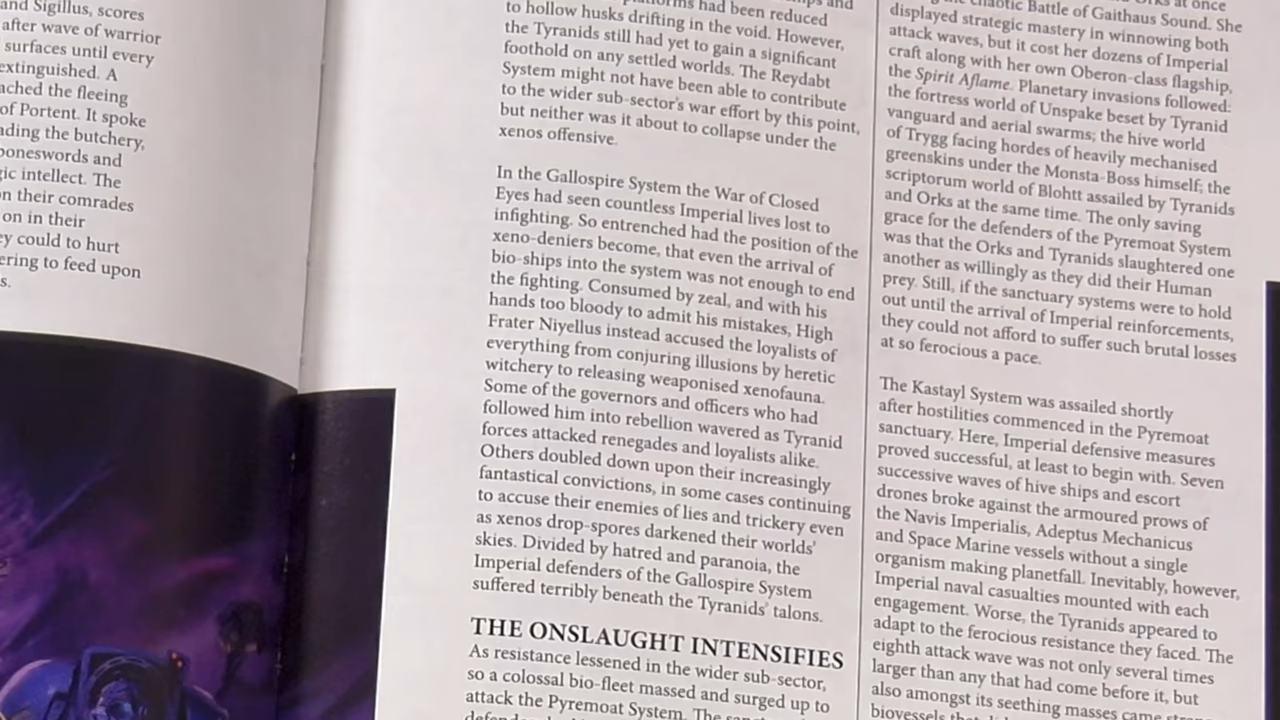 and Sigillus, scores
after wave of warrior
surfaces until every
extinguished. A
ached the fleeing
of Portent. It spoke
ading the butchery,
boneswords and
gic intellect. The
on their comrades
on in their
ey could to hurt
ering to feed upon
s.
had been reduced
to hollow husks drifting in the void. However,
the Tyranids still had yet to gain a significant
foothold on any settled worlds. The Reydabt
System might not have been able to contribute
to the wider sub-sector's war effort by this point,
but neither was it about to collapse under the
xenos offensive.
In the Gallospire System the War of Closed
Eyes had seen countless Imperial lives lost to
infighting. So entrenched had the position of the
xeno-deniers become, that even the arrival of
bio-ships into the system was not enough to end
the fighting. Consumed by zeal, and with his
hands too bloody to admit his mistakes, High
Frater Niyellus instead accused the loyalists of
everything from conjuring illusions by heretic
witchery to releasing weaponised xenofauna.
Some of the governors and officers who had
followed him into rebellion wavered as Tyranid
forces attacked renegades and loyalists alike.
Others doubled down upon their increasingly
fantastical convictions, in some cases continuing
to accuse their enemies of lies and trickery even
as xenos drop-spores darkened their worlds'
skies. Divided by hatred and paranoia, the
Imperial defenders of the Gallospire System
suffered terribly beneath the Tyranids' talons.
THE ONSLAUGHT INTENSIFIES
As resistance lessened in the wider sub-sector,
so a colossal bio-fleet massed and surged up to
attack the Pyremoat System. The
Battle of Gaithaus Sound. She
displayed strategic mastery in winnowing both
attack waves, but it cost her dozens of Imperial
craft along with her own Oberon-class flagship,
the Spirit Aflame. Planetary invasions followed:
the fortress world of Unspake beset by Tyranid
vanguard and aerial swarms; the hive world
of Trygg facing hordes of heavily mechanised
greenskins under the Monsta-Boss himself; the
scriptorum world of Blohtt assailed by Tyranids
and Orks at the same time. The only saving
grace for the defenders of the Pyremoat System
was that the Orks and Tyranids slaughtered one
another as willingly as they did their Human
prey. Still, if the sanctuary systems were to hold
out until the arrival of Imperial reinforcements,
they could not afford to suffer such brutal losses
at so ferocious a pace.
The Kastayl System was assailed shortly
after hostilities commenced in the Pyremoat
sanctuary. Here, Imperial defensive measures
proved successful, at least to begin with. Seven
successive waves of hive ships and escort
drones broke against the armoured prows of
the Navis Imperialis, Adeptus Mechanicus
and Space Marine vessels without a single
organism making planetfall. Inevitably, however,
Imperial naval casualties mounted with each
engagement. Worse, the Tyranids appeared to
adapt to the ferocious resistance they faced. The
eighth attack wave was not only several times
larger than any that had come before it, but
also amongst its seething masses came